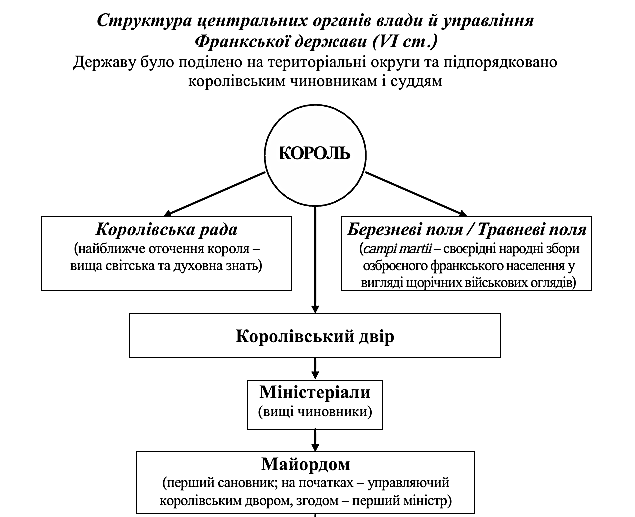 Структура центральних органів влади й управління
Франкської держави (VI ст.)
Державу було поділено на територіальні округи та підпорядковано
королівським чиновникам і суддям
КОРОЛЬ
Королівська рада
(найближче оточення короля –
вища світська та духовна знать)
Березневі поля / Травневі поля
(campi martii – своєрідні народні збори
озброєного франкського населення у
вигляді щорічних військових оглядів)
Королівський двір
Міністеріали
(вищі чиновники)
Майордом
(перший сановник; на початках – управляючий
королівським двором, згодом – перший міністр)